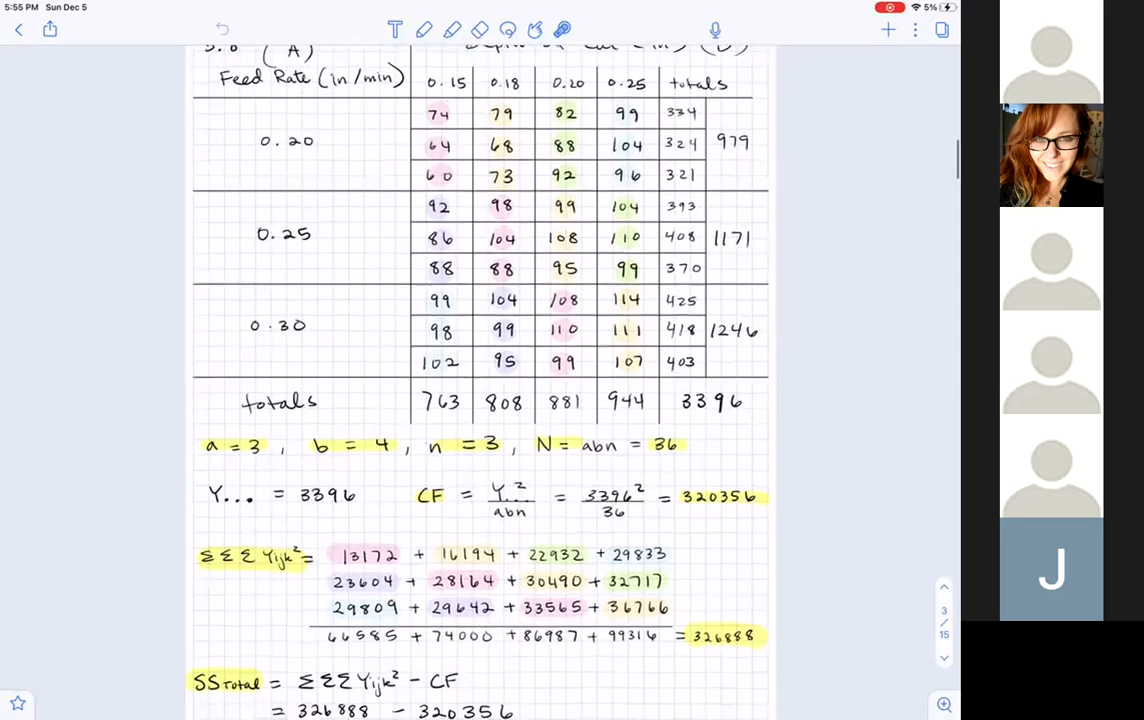 5:55 PM Sun Dec 5
5%
(A)
Feed Rate (in/min) 0.15 0.18 0.20 0.25 totals
74 79 82 99 334
0.20 64 68 88 104 324 979
60 73 92 96 321
92 98 99 104 393
0.25 86 104 108 110 408 1171
88 88 95 99 370
99 104 108 114 425
0.30 98 99 110 111 418 1246
102 95 99 107 403
totals 763 808 881 944 3396
a = 3 , b = 4 , n = 3 , N = abn = 36
Y... = 3396 CF = Y...² / abn = 3396² / 36 = 320356
ΣΣΣ Yijk² = 13172 + 16194 + 22932 + 29833
23604 + 28164 + 30490 + 32717
29809 + 29642 + 33565 + 36766
66585 + 74000 + 86987 + 99316 = 326888
SSTotal = ΣΣΣ Yijk² - CF
= 326888 - 320356
3
/
15
J